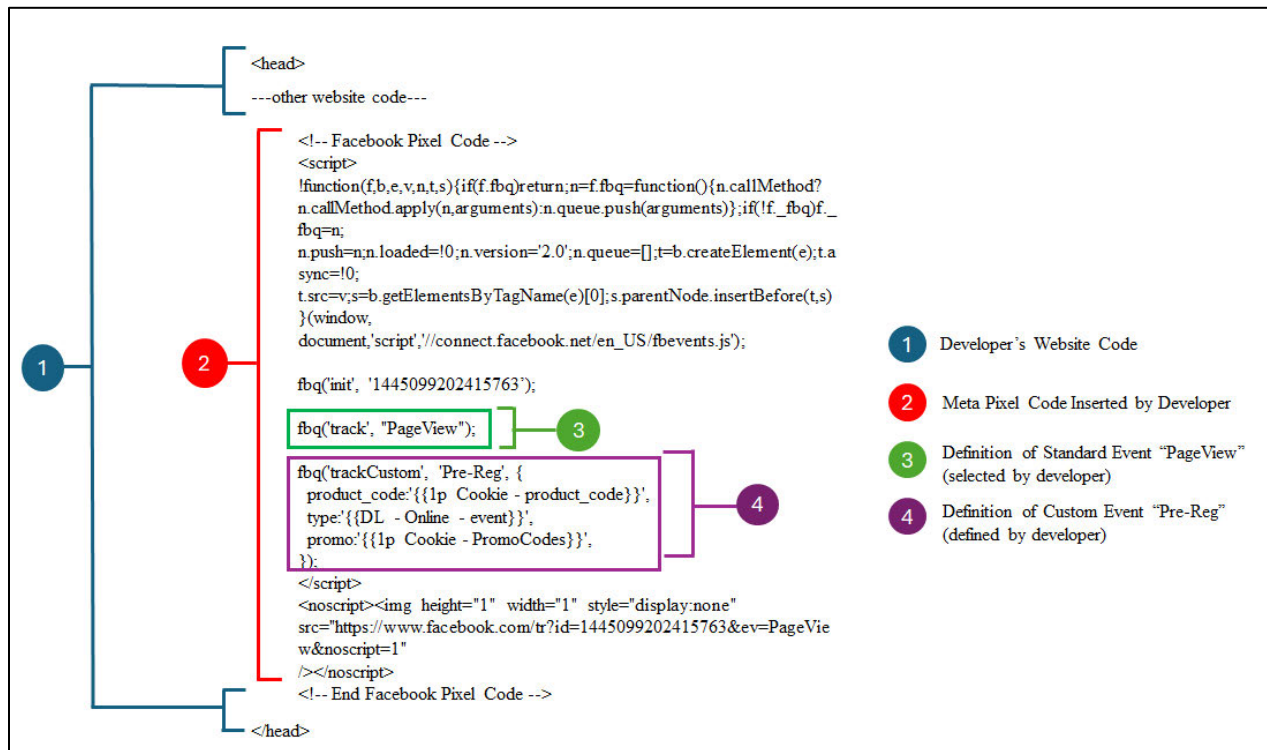 <head>
---other website code---
<!-- Facebook Pixel Code -->
<script>
!function(f,b,e,v,n,t,s){if(f.fbq)return;n=f.fbq=function(){n.callMethod?
n.callMethod.apply(n,arguments):n.queue.push(arguments)};if(!f._fbq)f._
fbq=n;
n.push=n;n.loaded=!0;n.version='2.0';n.queue=[];t=b.createElement(e);t.a
sync=!0;
t.src=v;s=b.getElementsByTagName(e)[0];s.parentNode.insertBefore(t,s)
}(window,
document,'script','//connect.facebook.net/en_US/fbevents.js');
fbq('init', '1445099202415763’);
fbq('track', "PageView");
3
fbq('trackCustom', 'Pre-Reg', {
product_code:'{{1p Cookie - product_code}}',
type:'{{DL - Online - event}}',
promo:'{{1p Cookie - PromoCodes}}',
});
4
</script>
<noscript><img height="1" width="1" style="display:none"
src="https://www.facebook.com/tr?id=1445099202415763&ev=PageVie
w&noscript=1"
/></noscript>
<!-- End Facebook Pixel Code -->
</head>
1
2
1 Developer’s Website Code
2 Meta Pixel Code Inserted by Developer
3 Definition of Standard Event “PageView”
(selected by developer)
4 Definition of Custom Event “Pre-Reg”
(defined by developer)